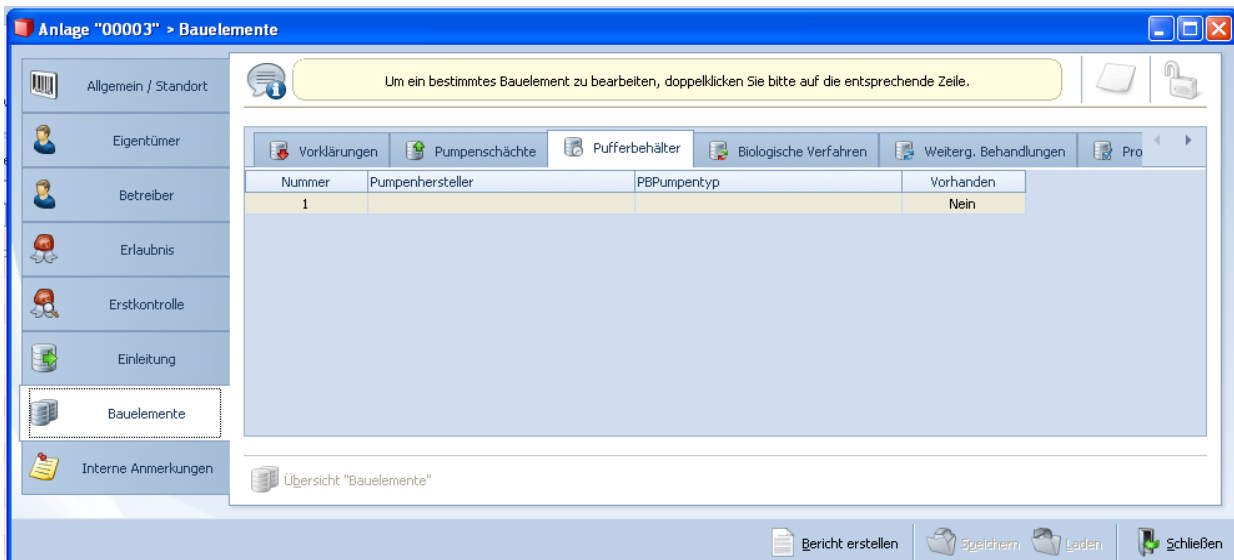 Anlage "00003" > Bauelemente
Allgemein / Standort
Eigentümer
Betreiber
Erlaubnis
Erstkontrolle
Einleitung
Bauelemente
Interne Anmerkungen
Um ein bestimmtes Bauelement zu bearbeiten, doppelklicken Sie bitte auf die entsprechende Zeile.
Vorklärungen Pumpenschächte Pufferbehälter Biologische Verfahren Weiterg. Behandlungen Pro
Nummer Pumpenhersteller PBPumpentyp Vorhanden
1 Nein
Übersicht "Bauelemente"
Bericht erstellen Speichern Laden Schließen